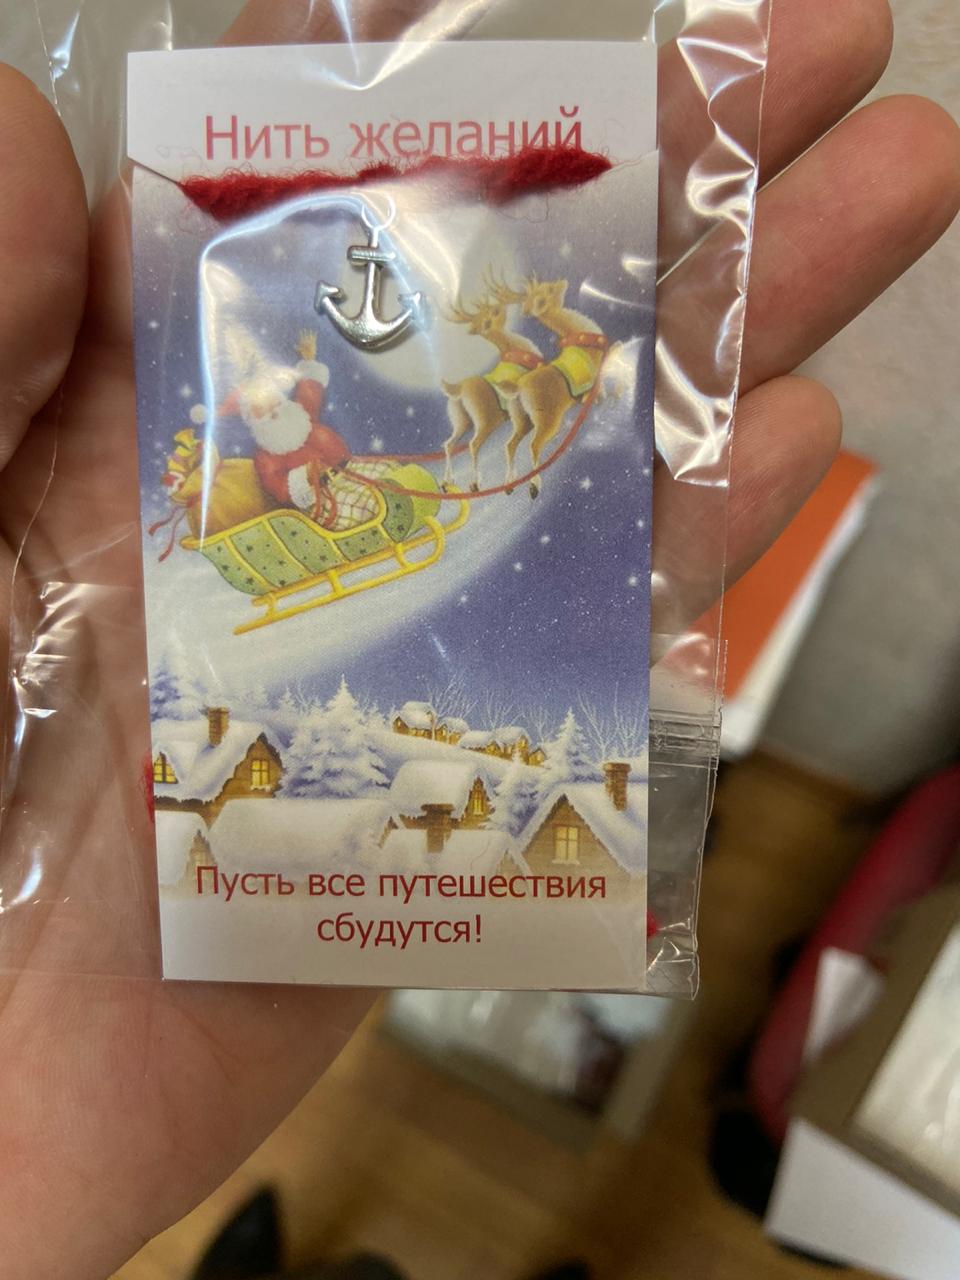 Нить желаний
Пусть все путешествия
сбудутся!